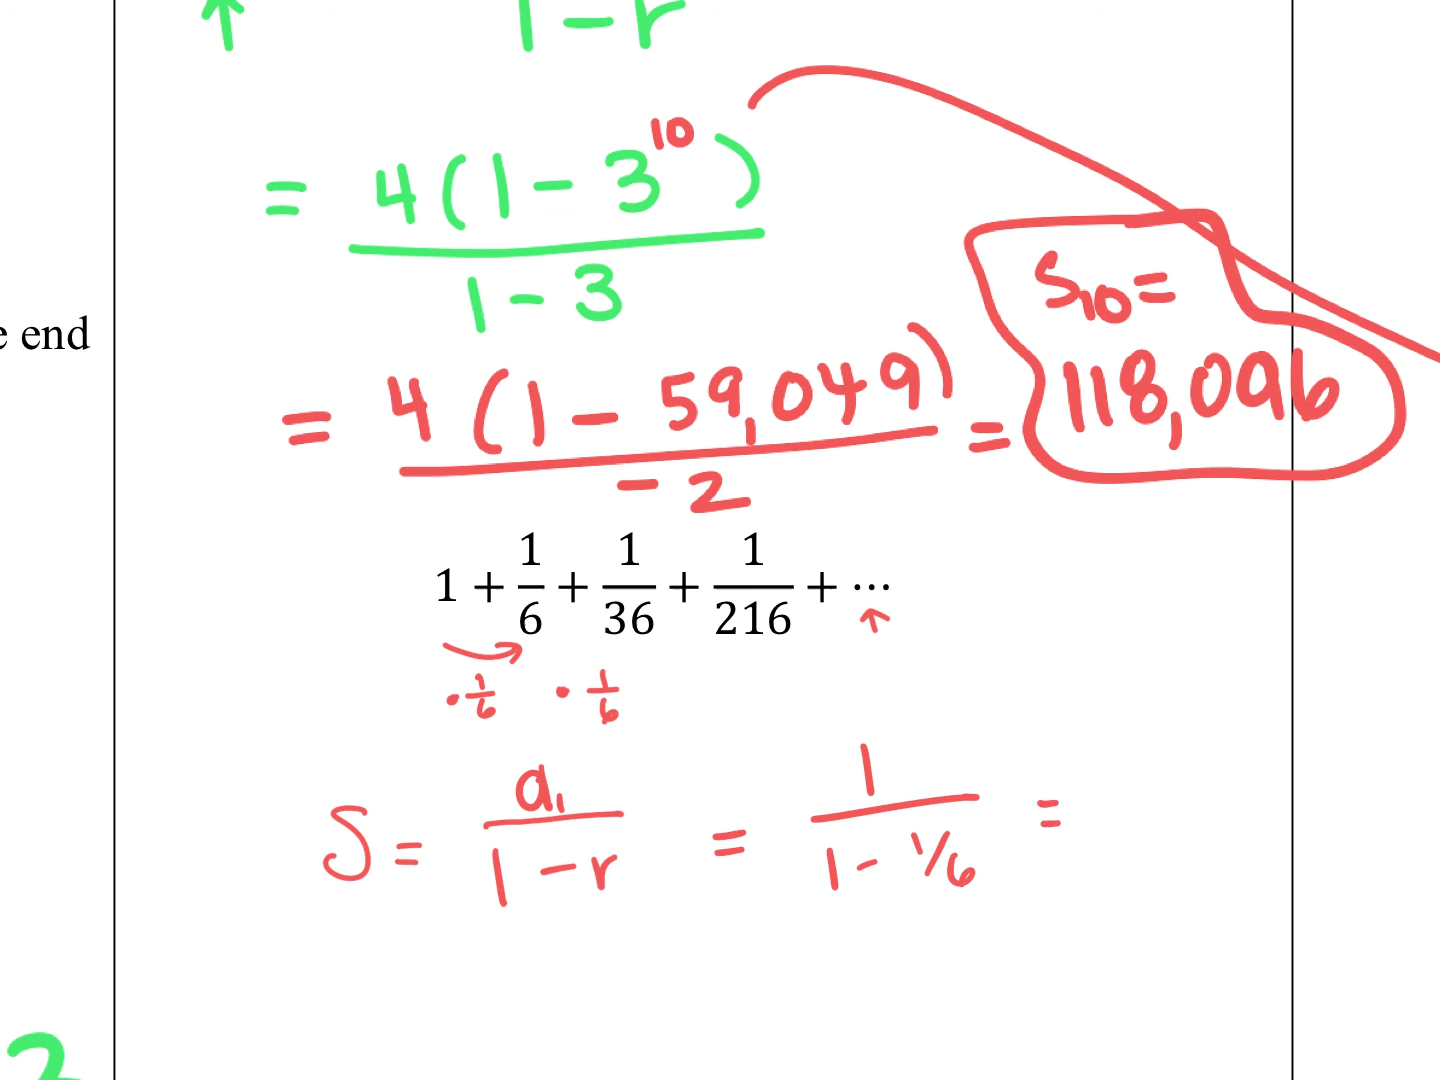 1 - r
= 4(1 - 3^10) / 1 - 3
e end
= 4(1 - 59,049) / -2 = S₁₀ = 118,096
1 + 1/6 + 1/36 + 1/216 + ⋯
· 1/6 · 1/6
S = a₁ / 1 - r = 1 / 1 - 1/6 =